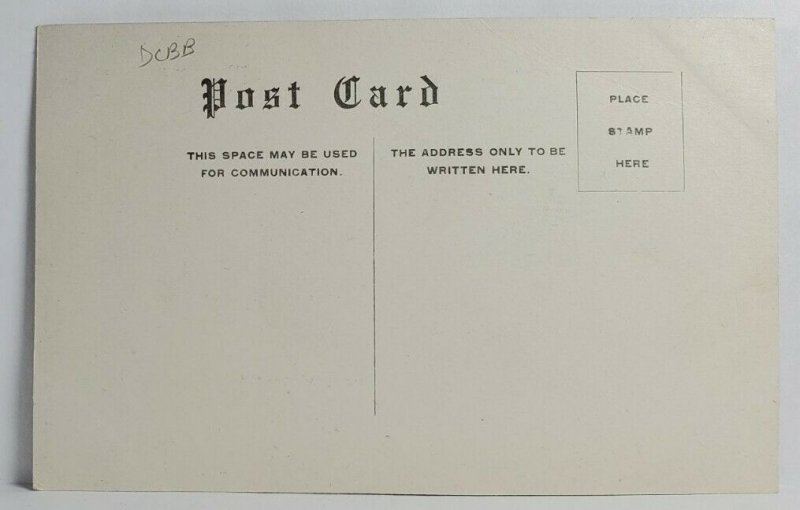 DCBB
Post Card
THIS SPACE MAY BE USED
FOR COMMUNICATION.
THE ADDRESS ONLY TO BE
WRITTEN HERE.
PLACE
STAMP
HERE